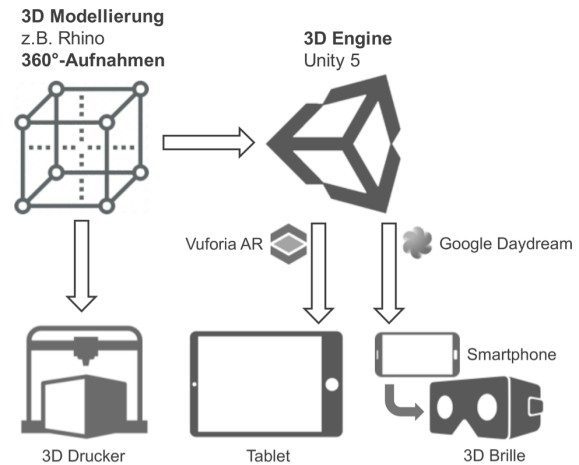 3D Modellierung
z.B. Rhino
360°-Aufnahmen
3D Engine
Unity 5
Vuforia AR
Google Daydream
Smartphone
3D Drucker
Tablet
3D Brille